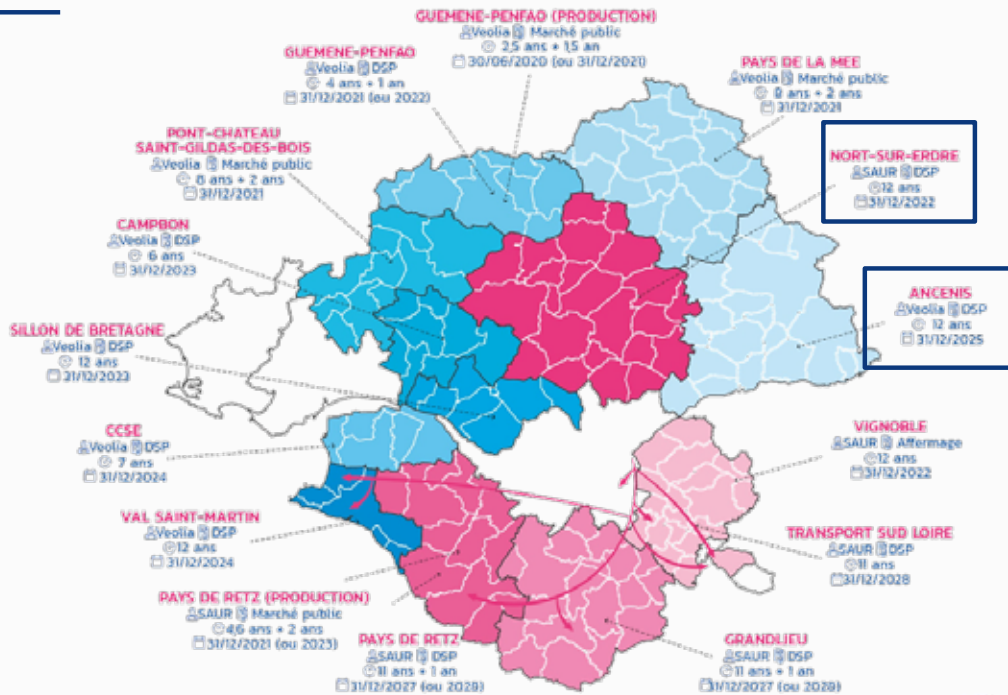 GUEMENE-PENFAO (PRODUCTION)
Veolia Marché public
2,5 ans + 1,5 an
30/06/2020 (ou 31/12/2021)
GUEMENE-PENFAO
Veolia DSP
4 ans + 1 an
31/12/2021 (ou 2022)
PAYS DE LA MEE
Veolia Marché public
8 ans + 2 ans
31/12/2021
PONT-CHATEAU
SAINT-GILDAS-DES-BOIS
Veolia Marché public
8 ans + 2 ans
31/12/2021
NORT-SUR-ERDRE
SAUR DSP
12 ans
31/12/2022
CAMPBON
Veolia DSP
6 ans
31/12/2023
ANCENIS
Veolia DSP
12 ans
31/12/2025
SILLON DE BRETAGNE
Veolia DSP
12 ans
31/12/2023
CCSE
Veolia DSP
7 ans
31/12/2024
VIGNOBLE
SAUR Affermage
12 ans
31/12/2022
VAL SAINT-MARTIN
Veolia DSP
12 ans
31/12/2024
TRANSPORT SUD LOIRE
SAUR DSP
11 ans
31/12/2028
PAYS DE RETZ (PRODUCTION)
SAUR Marché public
4,6 ans + 2 ans
31/12/2021 (ou 2023)
PAYS DE RETZ
SAUR DSP
11 ans + 1 an
31/12/2027 (ou 2028)
GRANDLIEU
SAUR DSP
11 ans + 1 an
31/12/2027 (ou 2028)